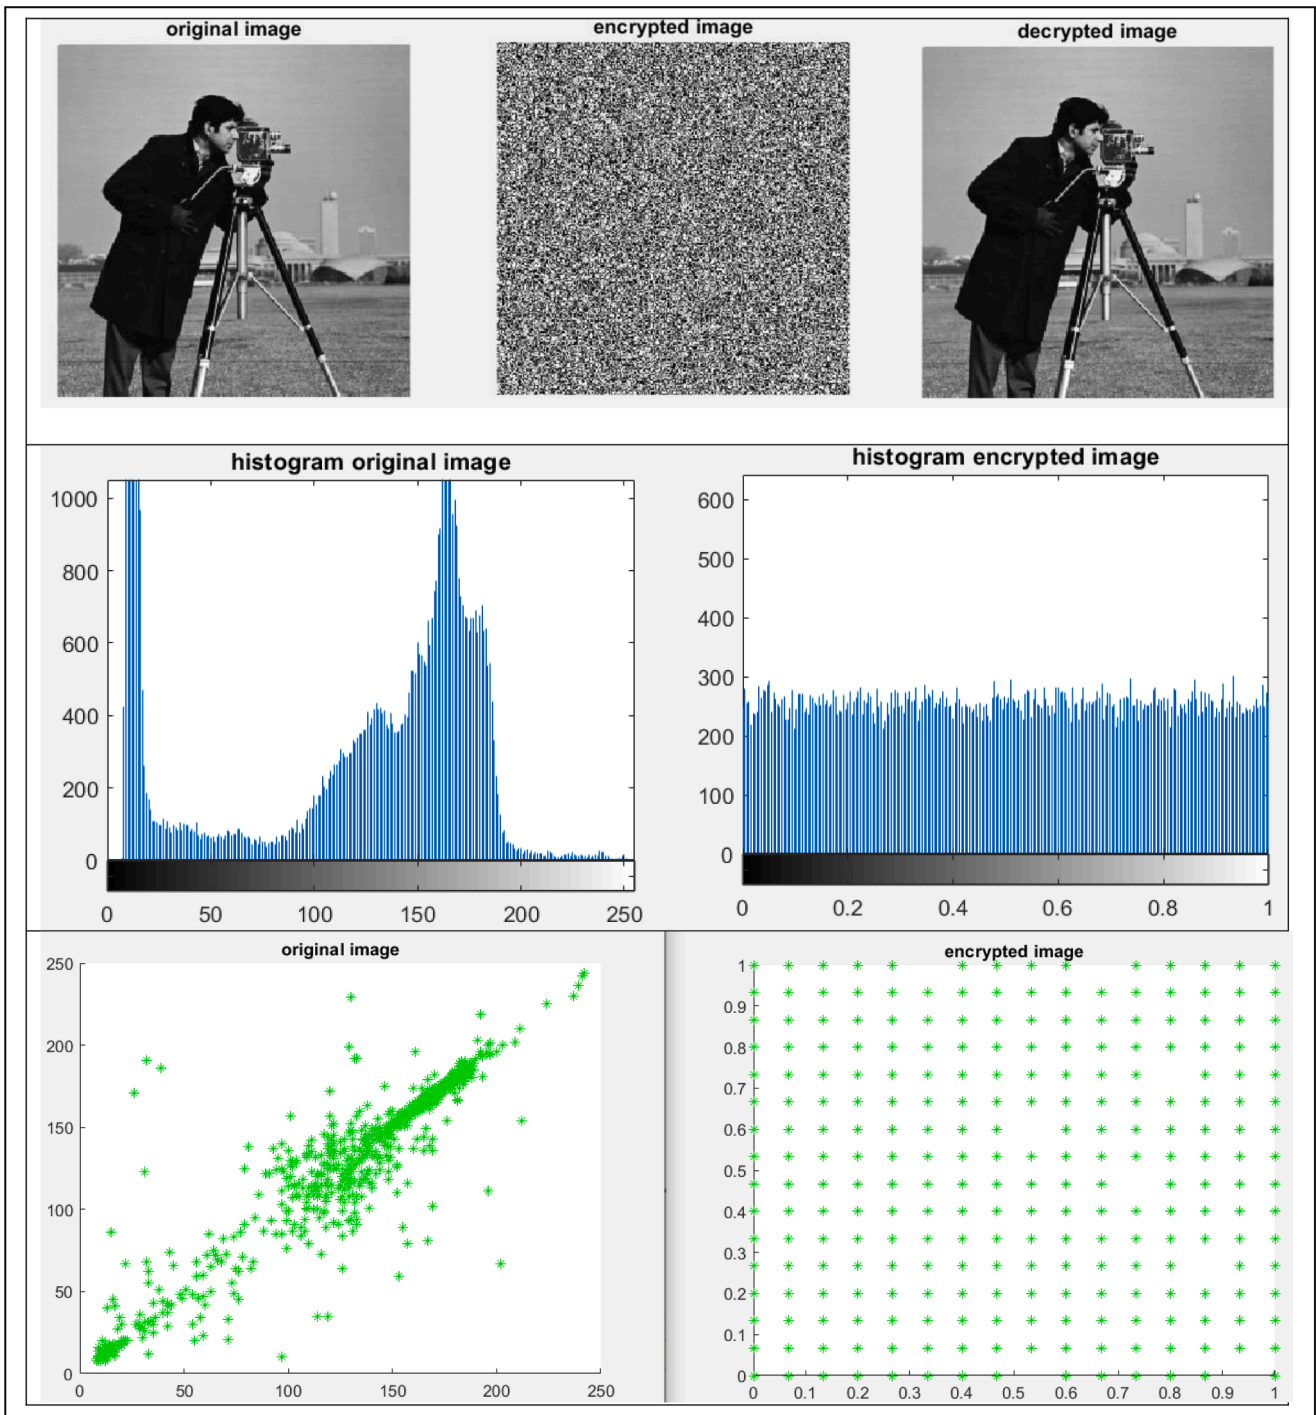 original image
encrypted image
decrypted image
histogram original image
1000
800
600
400
200
0
0 50 100 150 200 250
histogram encrypted image
600
500
400
300
200
100
0
0 0.2 0.4 0.6 0.8 1
original image
250
200
150
100
50
0
0 50 100 150 200 250
encrypted image
1
0.9
0.8
0.7
0.6
0.5
0.4
0.3
0.2
0.1
0
0 0.1 0.2 0.3 0.4 0.5 0.6 0.7 0.8 0.9 1